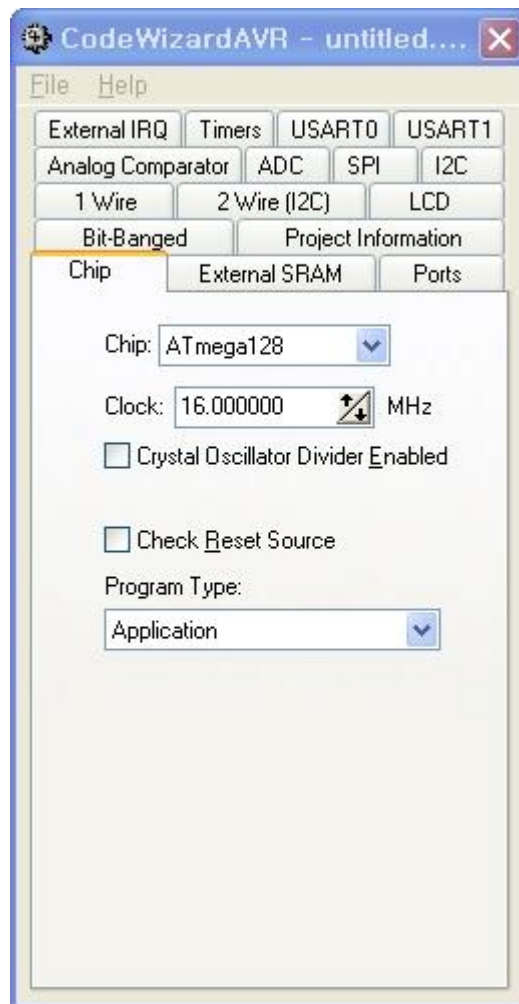 CodeWizardAVR - untitled....
File Help
External IRQ Timers USART0 USART1
Analog Comparator ADC SPI I2C
1 Wire 2 Wire (I2C) LCD
Bit-Banged Project Information
Chip External SRAM Ports
Chip: ATmega128
Clock: 16.000000 MHz
Crystal Oscillator Divider Enabled
Check Reset Source
Program Type:
Application